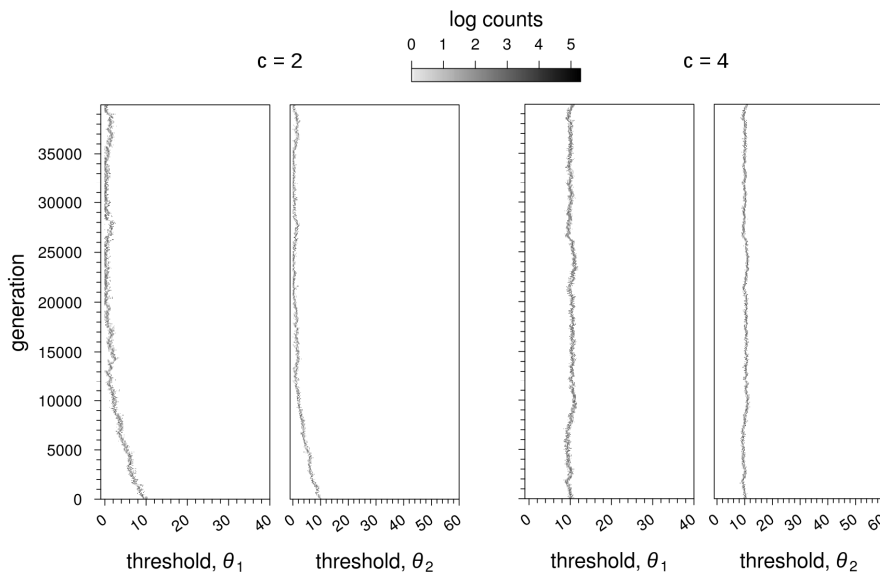 log counts
0 1 2 3 4 5
c = 2
c = 4
generation
35000
30000
25000
20000
15000
10000
5000
0
0 10 20 30 40
0 10 20 30 40 50 60
0 10 20 30 40
0 10 20 30 40 50
threshold, θ1
threshold, θ2
threshold, θ1
threshold, θ2